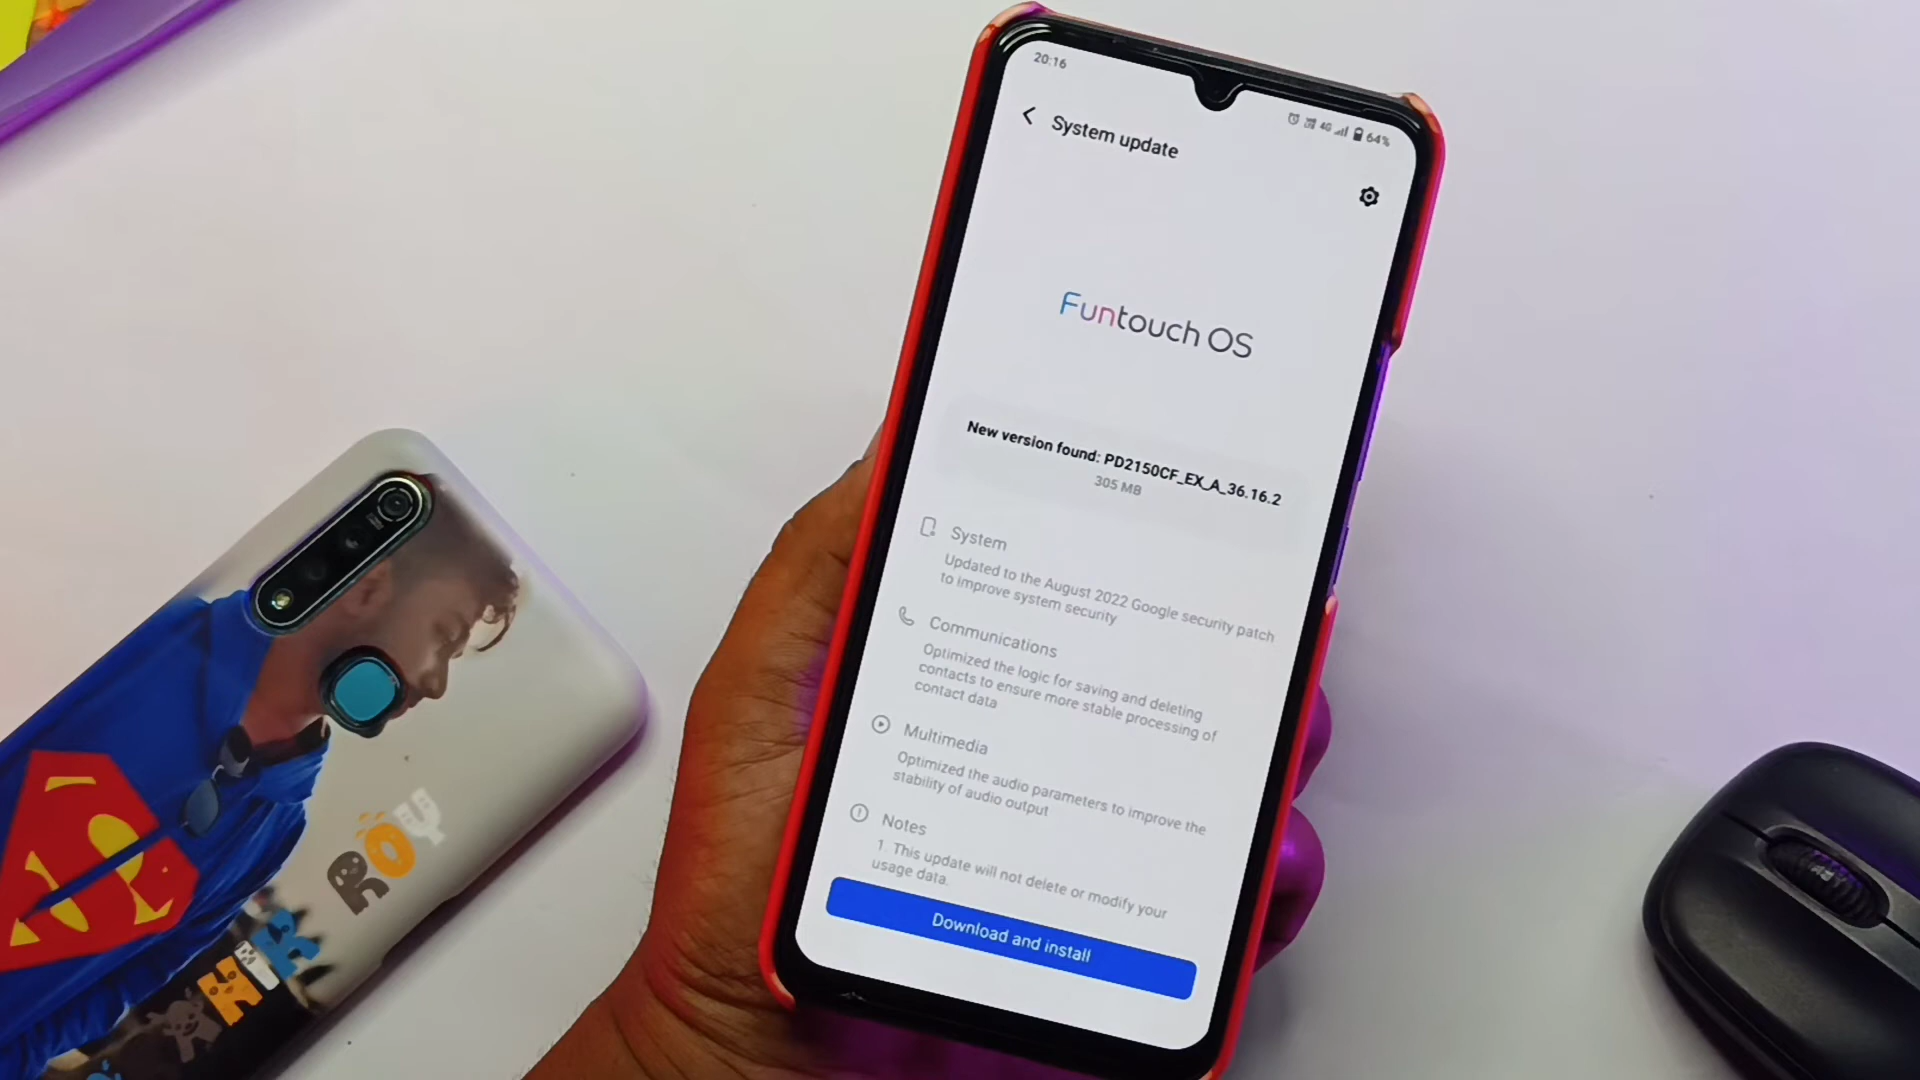 20:16
4G 64%
System update
Funtouch OS
New version found: PD2150CF_EX_A_36.16.2
305 MB
System
Updated to the August 2022 Google security patch
to improve system security
Communications
Optimized the logic for saving and deleting
contacts to ensure more stable processing of
contact data
Multimedia
Optimized the audio parameters to improve the
stability of audio output
Notes
1. This update will not delete or modify your
usage data.
Download and install
ROY